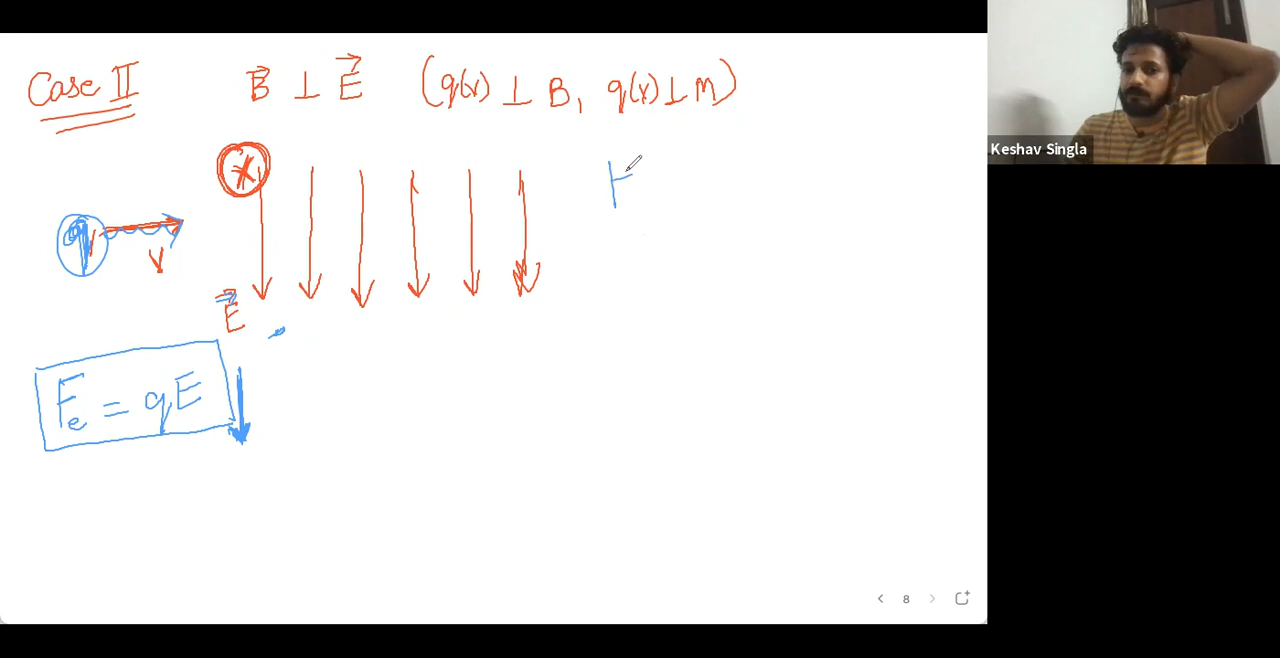 Case II B⃗ ⊥ E⃗ (q(v) ⊥ B, q(v) ⊥ M)
Keshav Singla
X
q
v
E⃗
F
Fe = qE
8